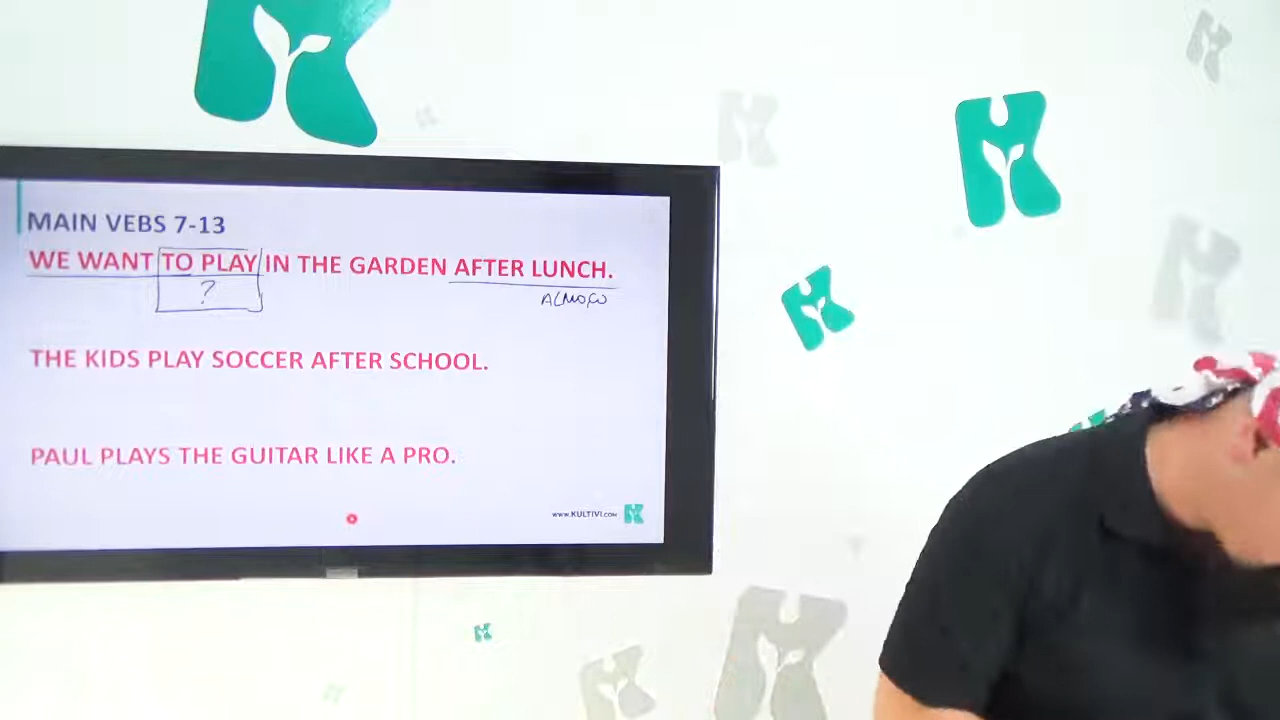 MAIN VEBS 7-13
WE WANT TO PLAY IN THE GARDEN AFTER LUNCH.
?
ALMOÇO
THE KIDS PLAY SOCCER AFTER SCHOOL.
PAUL PLAYS THE GUITAR LIKE A PRO.
WWW.KULTIVI.COM